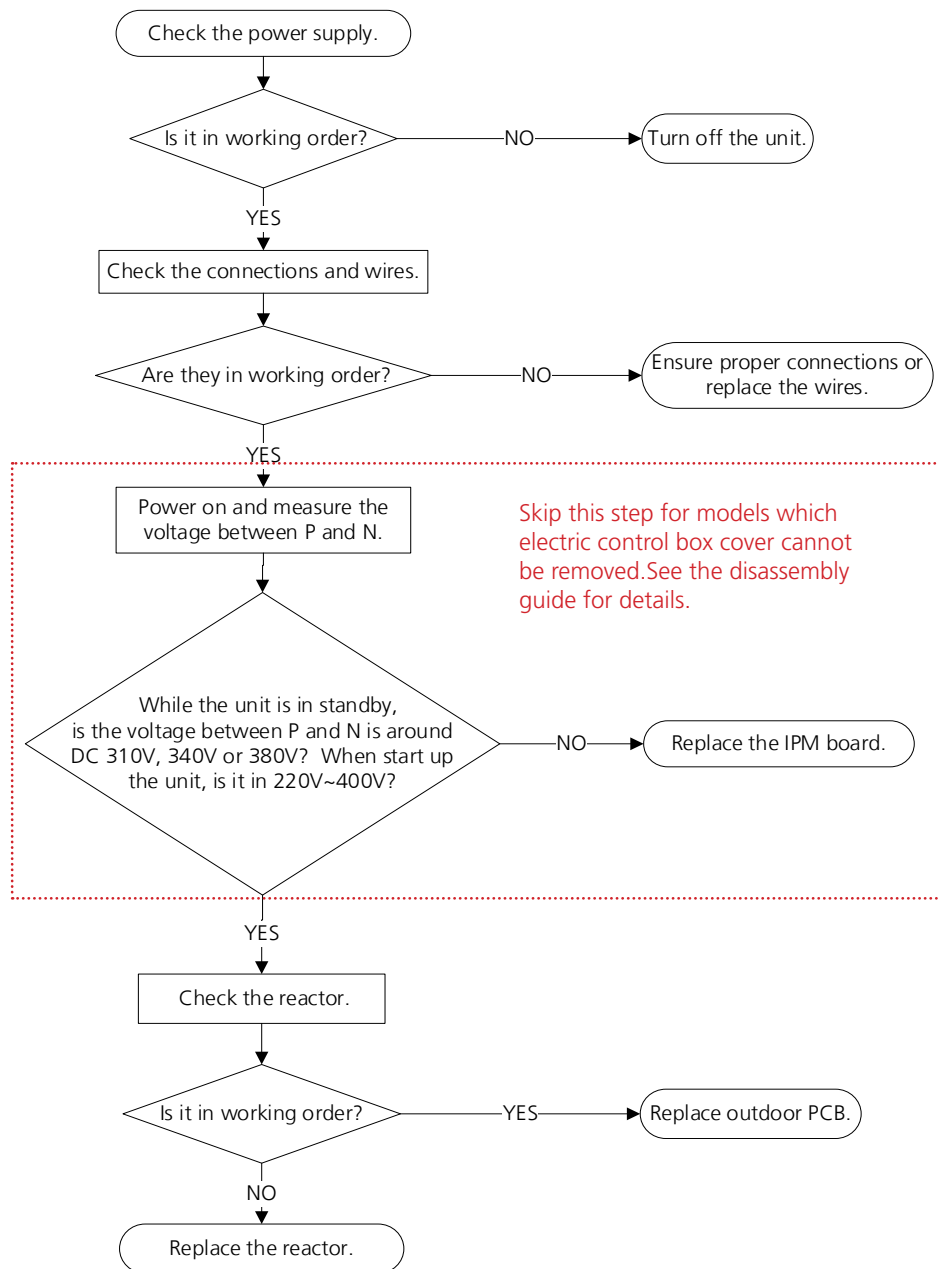 Check the power supply.
Is it in working order?
NO
Turn off the unit.
YES
Check the connections and wires.
Are they in working order?
NO
Ensure proper connections or
replace the wires.
YES
Power on and measure the
voltage between P and N.
Skip this step for models which
electric control box cover cannot
be removed.See the disassembly
guide for details.
While the unit is in standby,
is the voltage between P and N is around
DC 310V, 340V or 380V?  When start up
the unit, is it in 220V~400V?
NO
Replace the IPM board.
YES
Check the reactor.
Is it in working order?
YES
Replace outdoor PCB.
NO
Replace the reactor.